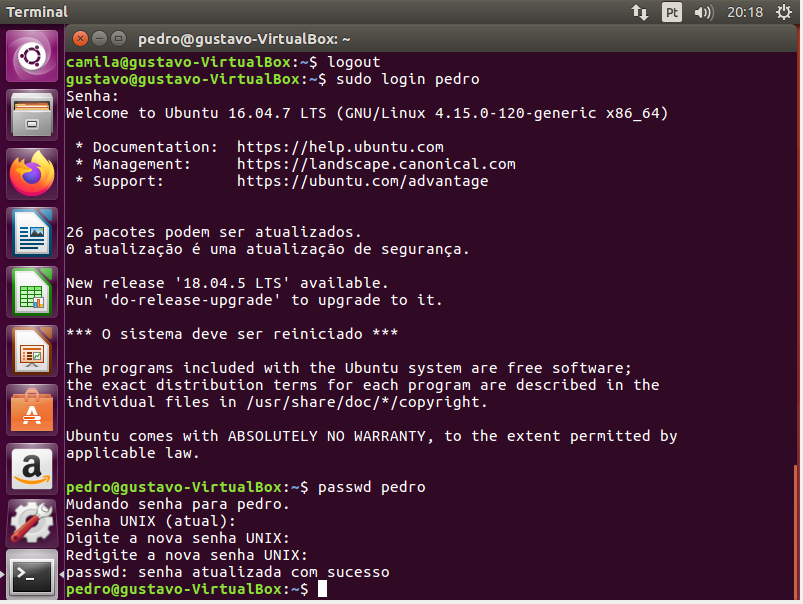 Terminal
Pt
20:18
pedro@gustavo-VirtualBox: ~
camila@gustavo-VirtualBox:~$ logout
gustavo@gustavo-VirtualBox:~$ sudo login pedro
Senha:
Welcome to Ubuntu 16.04.7 LTS (GNU/Linux 4.15.0-120-generic x86_64)
* Documentation:  https://help.ubuntu.com
* Management:     https://landscape.canonical.com
* Support:        https://ubuntu.com/advantage
26 pacotes podem ser atualizados.
0 atualização é uma atualização de segurança.
New release '18.04.5 LTS' available.
Run 'do-release-upgrade' to upgrade to it.
*** O sistema deve ser reiniciado ***
The programs included with the Ubuntu system are free software;
the exact distribution terms for each program are described in the
individual files in /usr/share/doc/*/copyright.
Ubuntu comes with ABSOLUTELY NO WARRANTY, to the extent permitted by
applicable law.
pedro@gustavo-VirtualBox:~$ passwd pedro
Mudando senha para pedro.
Senha UNIX (atual):
Digite a nova senha UNIX:
Redigite a nova senha UNIX:
passwd: senha atualizada com sucesso
pedro@gustavo-VirtualBox:~$